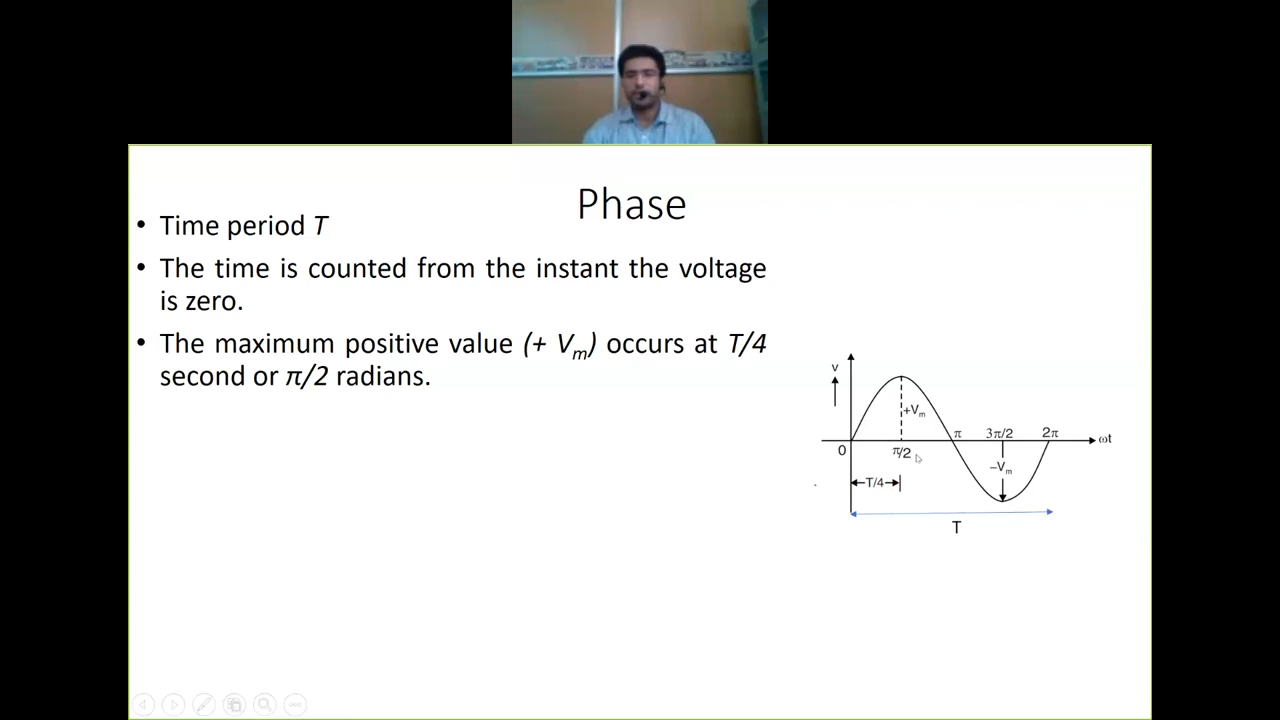 Phase
• Time period T
• The time is counted from the instant the voltage
is zero.
• The maximum positive value (+ Vm) occurs at T/4
second or π/2 radians.
v
+Vm
π
3π/2
2π
ωt
0
π/2
–Vm
T/4
T